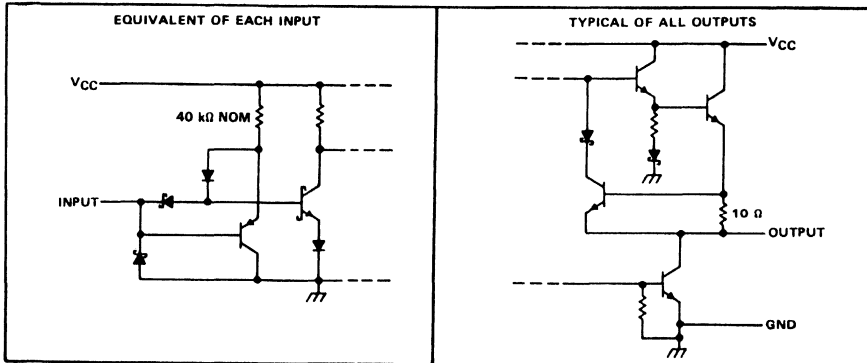 EQUIVALENT OF EACH INPUT
VCC
40 kΩ NOM
INPUT
TYPICAL OF ALL OUTPUTS
VCC
10 Ω
OUTPUT
GND